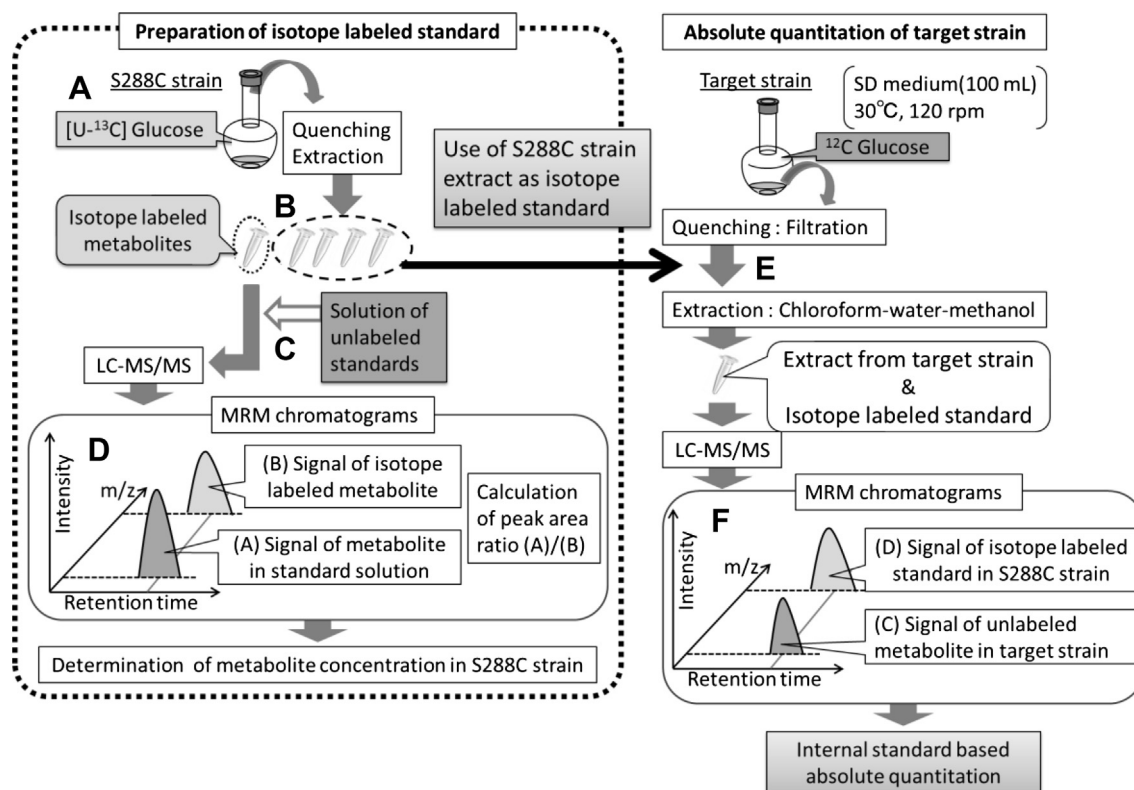 Preparation of isotope labeled standard
A
S288C strain
[U-¹³C] Glucose
Quenching
Extraction
B
Isotope labeled
metabolites
Solution of
unlabeled
standards
C
LC-MS/MS
MRM chromatograms
D
Intensity
m/z
Retention time
(B) Signal of isotope
labeled metabolite
(A) Signal of metabolite
in standard solution
Calculation
of peak area
ratio (A)/(B)
Determination of metabolite concentration in S288C strain
Use of S288C strain
extract as isotope
labeled standard
Absolute quantitation of target strain
Target strain
SD medium(100 mL)
30℃, 120 rpm
¹²C Glucose
Quenching : Filtration
E
Extraction : Chloroform-water-methanol
Extract from target strain
&
Isotope labeled standard
LC-MS/MS
MRM chromatograms
F
Intensity
m/z
Retention time
(D) Signal of isotope labeled
standard in S288C strain
(C) Signal of unlabeled
metabolite in target strain
Internal standard based
absolute quantitation